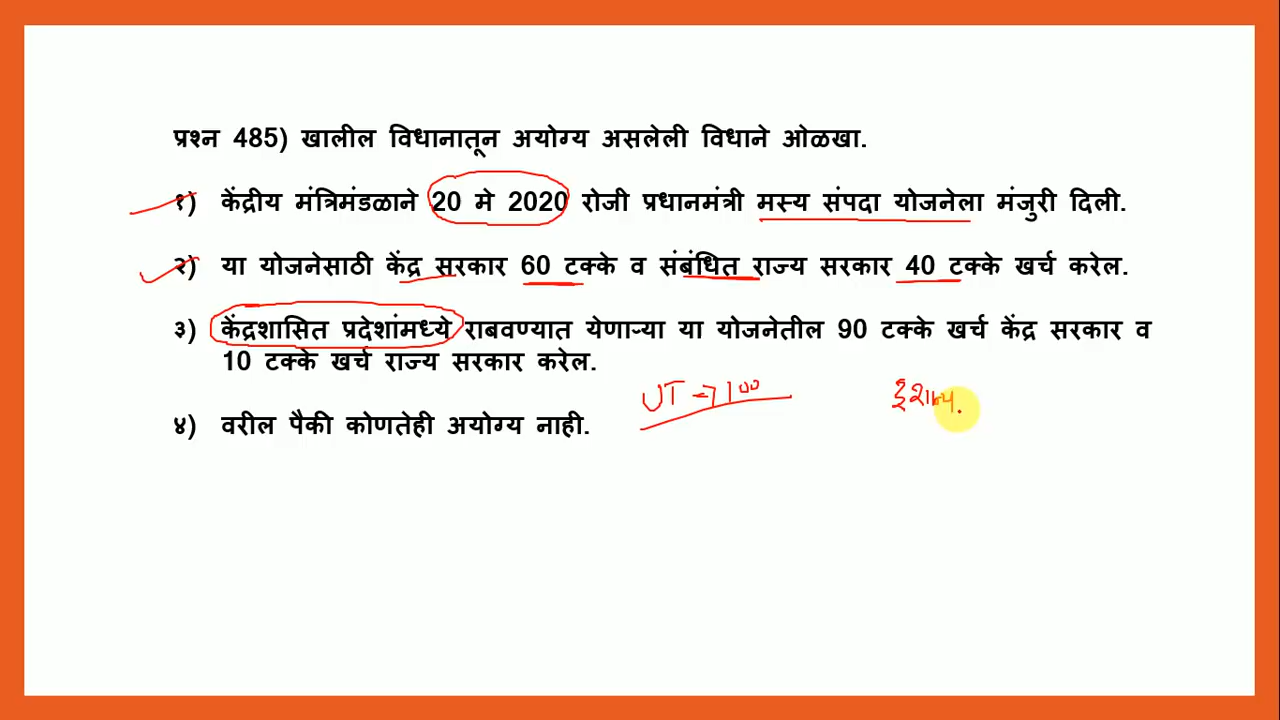 प्रश्न 485) खालील विधानातून अयोग्य असलेली विधाने ओळखा.
१) केंद्रीय मंत्रिमंडळाने 20 मे 2020 रोजी प्रधानमंत्री मस्य संपदा योजनेला मंजुरी दिली.
२) या योजनेसाठी केंद्र सरकार 60 टक्के व संबंधित राज्य सरकार 40 टक्के खर्च करेल.
३) केंद्रशासित प्रदेशांमध्ये राबवण्यात येणाऱ्या या योजनेतील 90 टक्के खर्च केंद्र सरकार व
10 टक्के खर्च राज्य सरकार करेल.
UT → 100
४) वरील पैकी कोणतेही अयोग्य नाही.